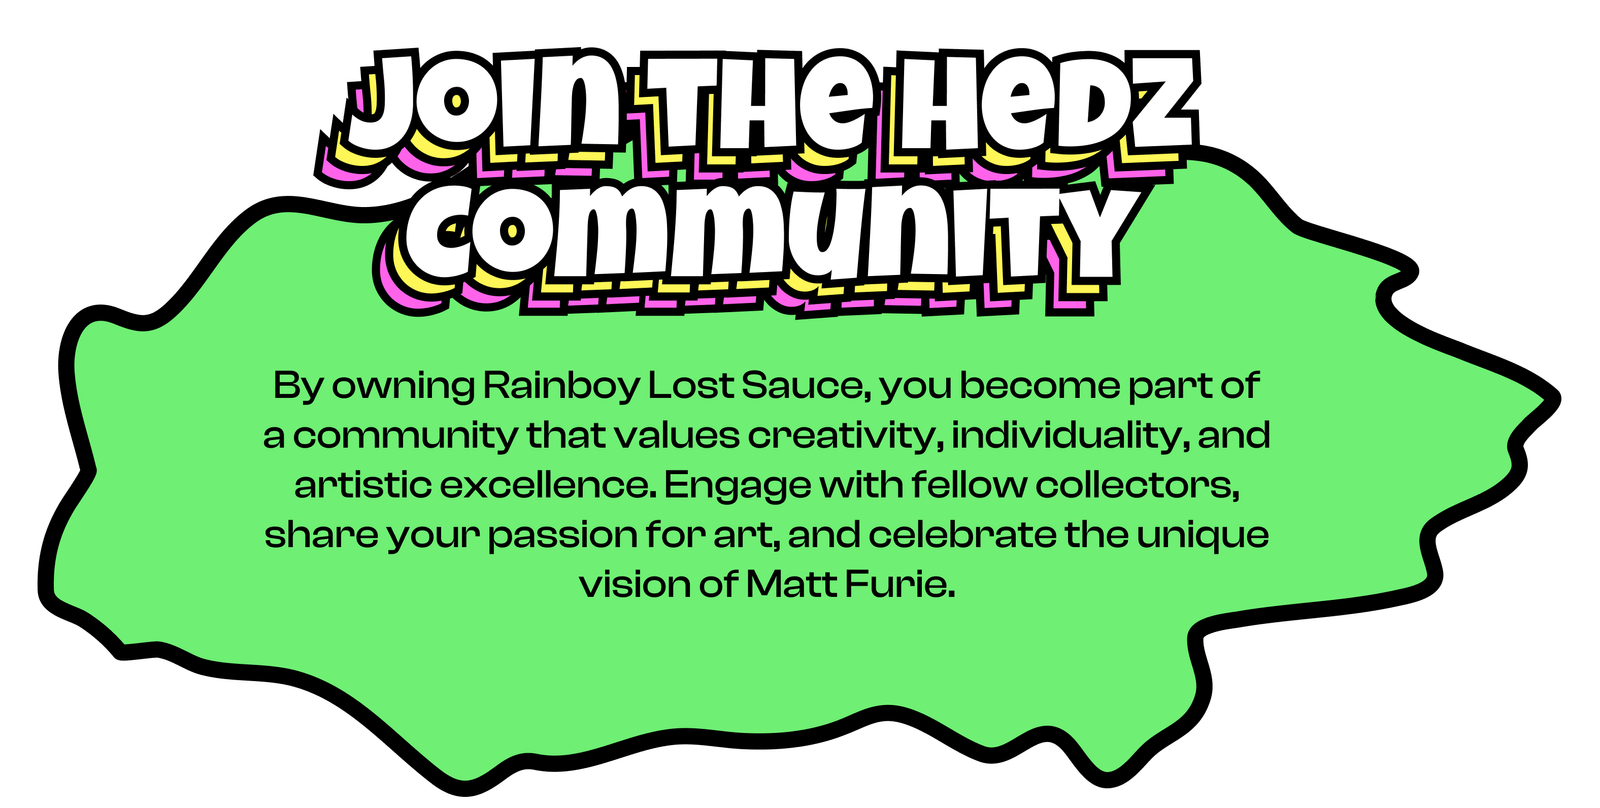 JOIN THE HEDZ
COMMUNITY
By owning Rainboy Lost Sauce, you become part of
a community that values creativity, individuality, and
artistic excellence. Engage with fellow collectors,
share your passion for art, and celebrate the unique
vision of Matt Furie.